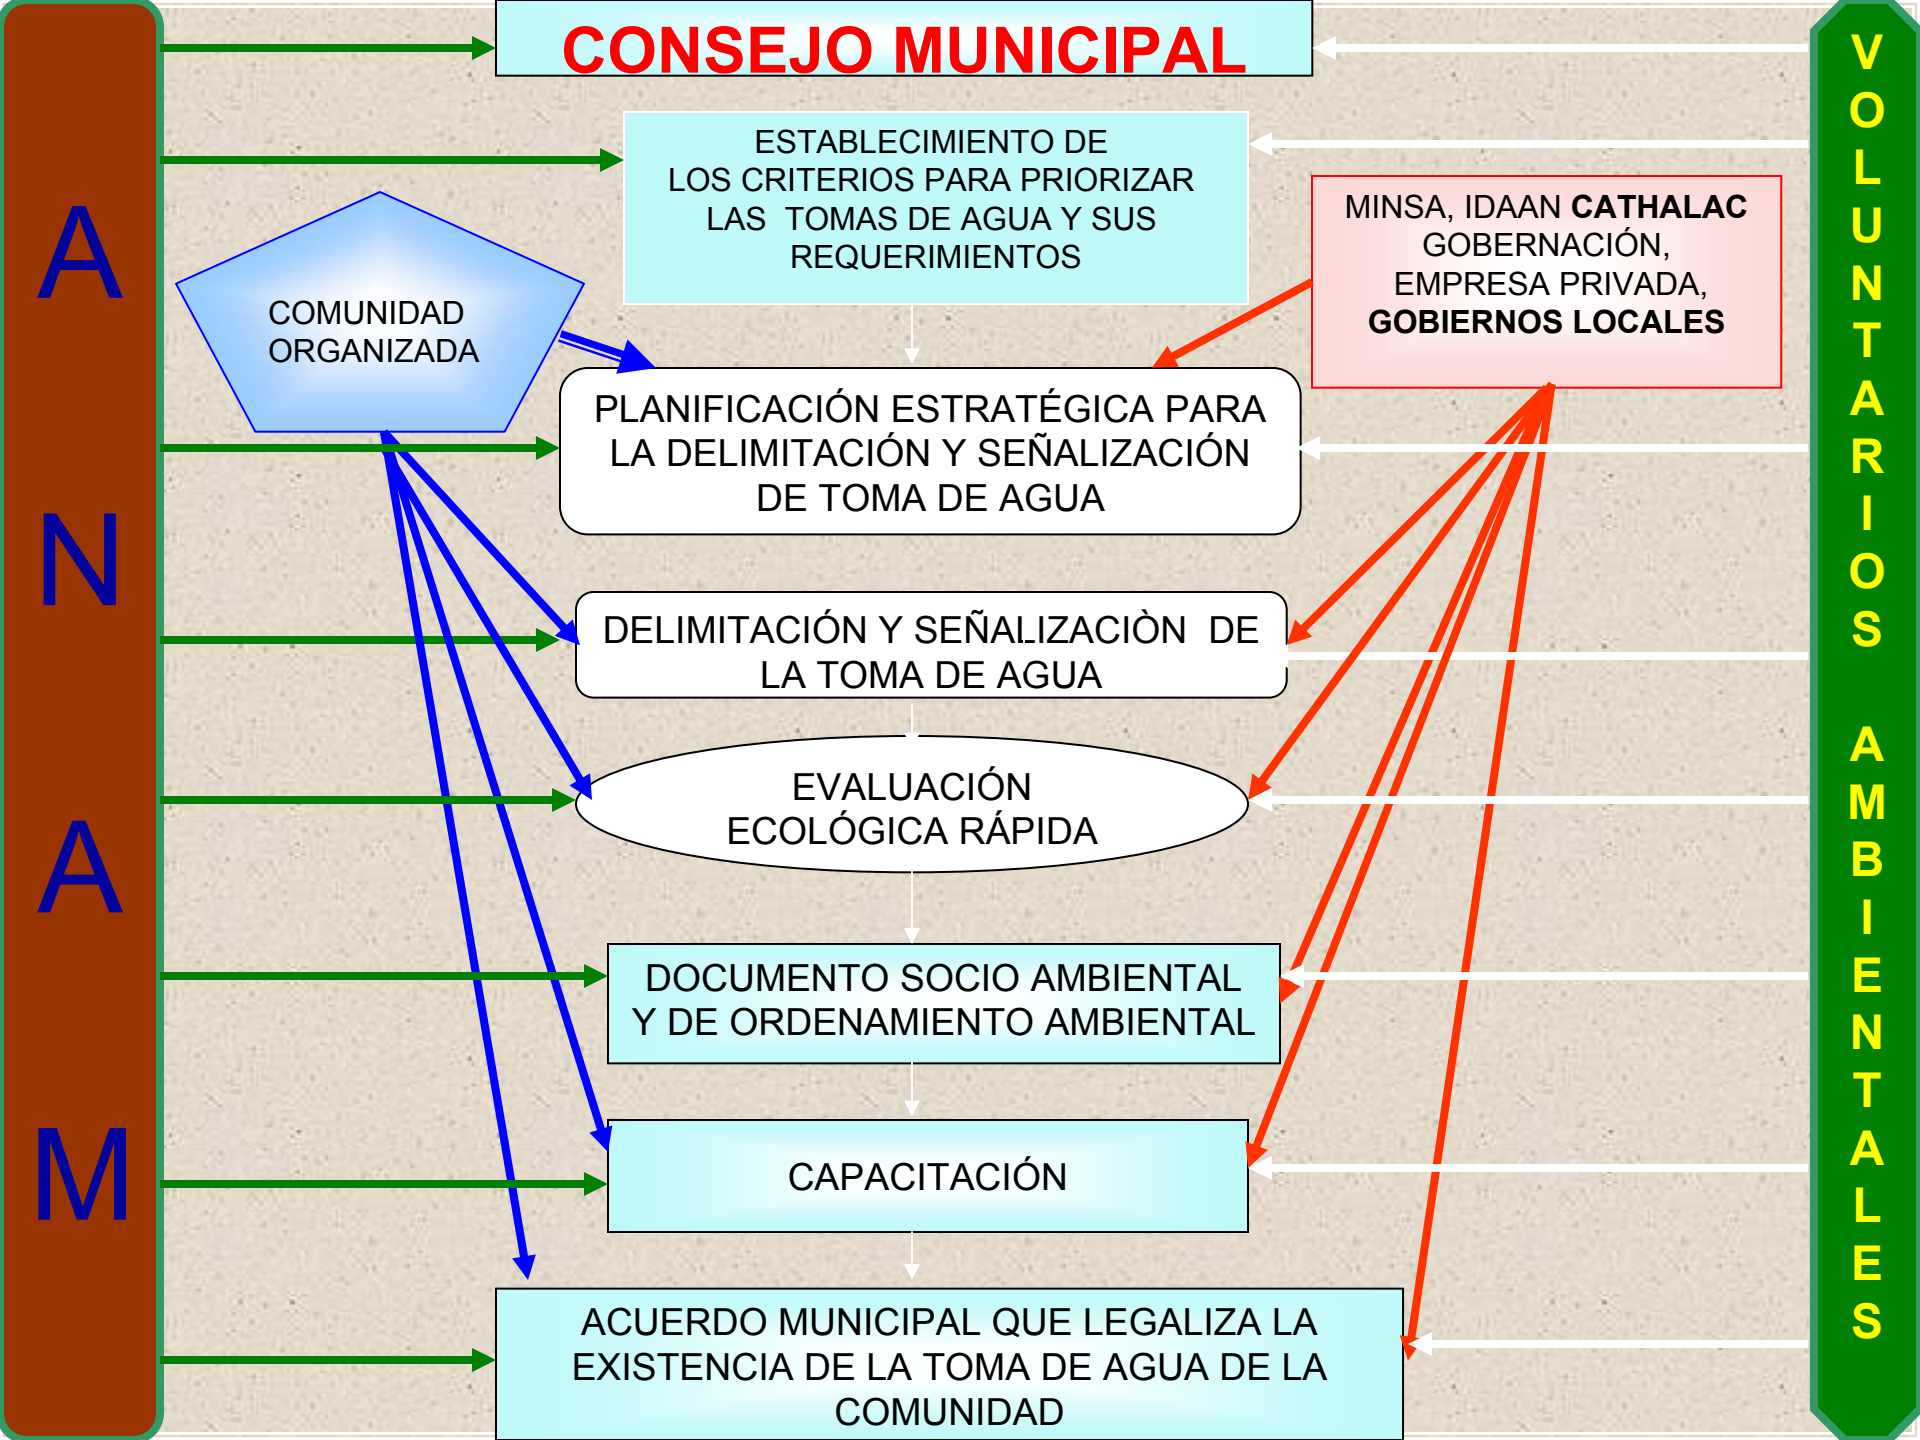 CONSEJO MUNICIPAL
ESTABLECIMIENTO DE
LOS CRITERIOS PARA PRIORIZAR
LAS TOMAS DE AGUA Y SUS
REQUERIMIENTOS
MINSA, IDAAN CATHALAC
GOBERNACIÓN,
EMPRESA PRIVADA,
GOBIERNOS LOCALES
COMUNIDAD
ORGANIZADA
PLANIFICACIÓN ESTRATÉGICA PARA
LA DELIMITACIÓN Y SEÑALIZACIÓN
DE TOMA DE AGUA
DELIMITACIÓN Y SEÑALIZACIÒN DE
LA TOMA DE AGUA
EVALUACIÓN
ECOLÓGICA RÁPIDA
DOCUMENTO SOCIO AMBIENTAL
Y DE ORDENAMIENTO AMBIENTAL
CAPACITACIÓN
ACUERDO MUNICIPAL QUE LEGALIZA LA
EXISTENCIA DE LA TOMA DE AGUA DE LA
COMUNIDAD
ANAM
VOLUNTARIOS AMBIENTALES